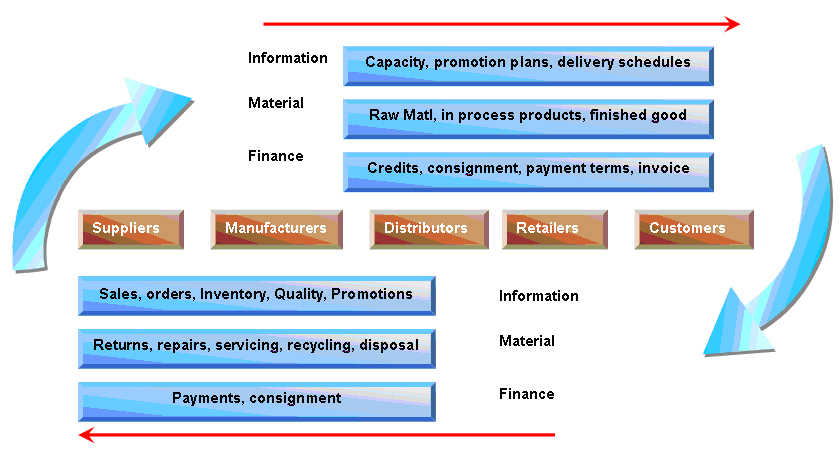 Information
Capacity, promotion plans, delivery schedules
Material
Raw Matl, in process products, finished good
Finance
Credits, consignment, payment terms, invoice
Suppliers
Manufacturers
Distributors
Retailers
Customers
Sales, orders, Inventory, Quality, Promotions
Information
Returns, repairs, servicing, recycling, disposal
Material
Payments, consignment
Finance